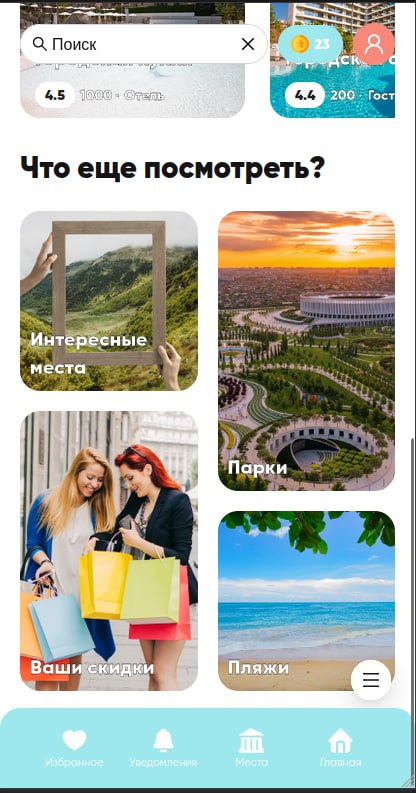 Поиск
23
4.5 1000 · Отель
4.4 200 · Гост
Что еще посмотреть?
Интересные
места
Парки
Ваши скидки
Пляжи
Избранное
Уведомления
Места
Главная